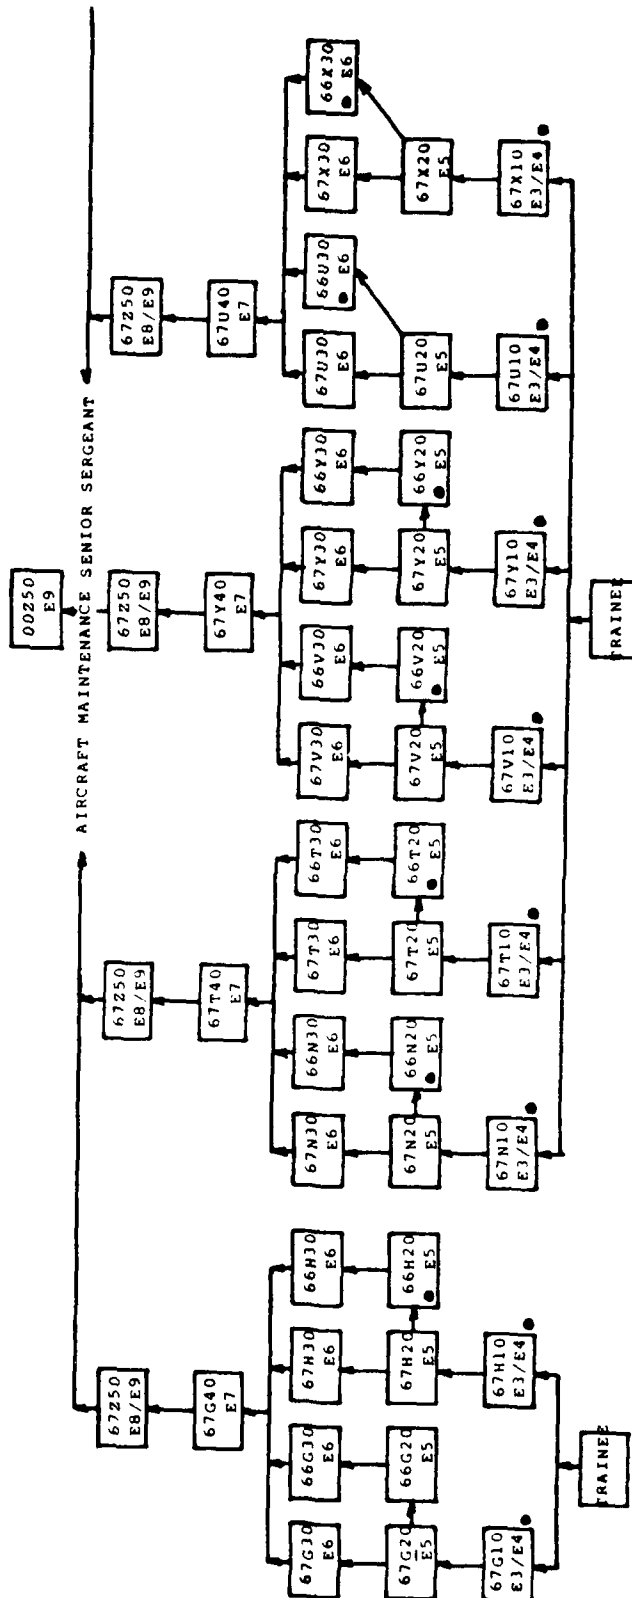 00Z50
E9
AIRCRAFT MAINTENANCE SENIOR SERGEANT
67Z50
E8/E9
67Z50
E8/E9
67Z50
E8/E9
67Z50
E8/E9
67G40
E7
67T40
E7
67Y40
E7
67U40
E7
67G30
E6
66G30
E6
67H30
E6
66H30
E6
67N30
E6
66N30
E6
67T30
E6
66T30
E6
67V30
E6
66V30
E6
67Y30
E6
66Y30
E6
67U30
E6
66U30
E6
67X30
E6
66X30
E6
67G20
E5
66G20
E5
67H20
E5
66H20
E5
67N20
E5
66N20
E5
67T20
E5
66T20
E5
67V20
E5
66V20
E5
67Y20
E5
66Y20
E5
67U20
E5
67X20
E5
67G10
E3/E4
67H10
E3/E4
67N10
E3/E4
67T10
E3/E4
67V10
E3/E4
67Y10
E3/E4
67U10
E3/E4
67X10
E3/E4
TRAINEE
TRAINEE